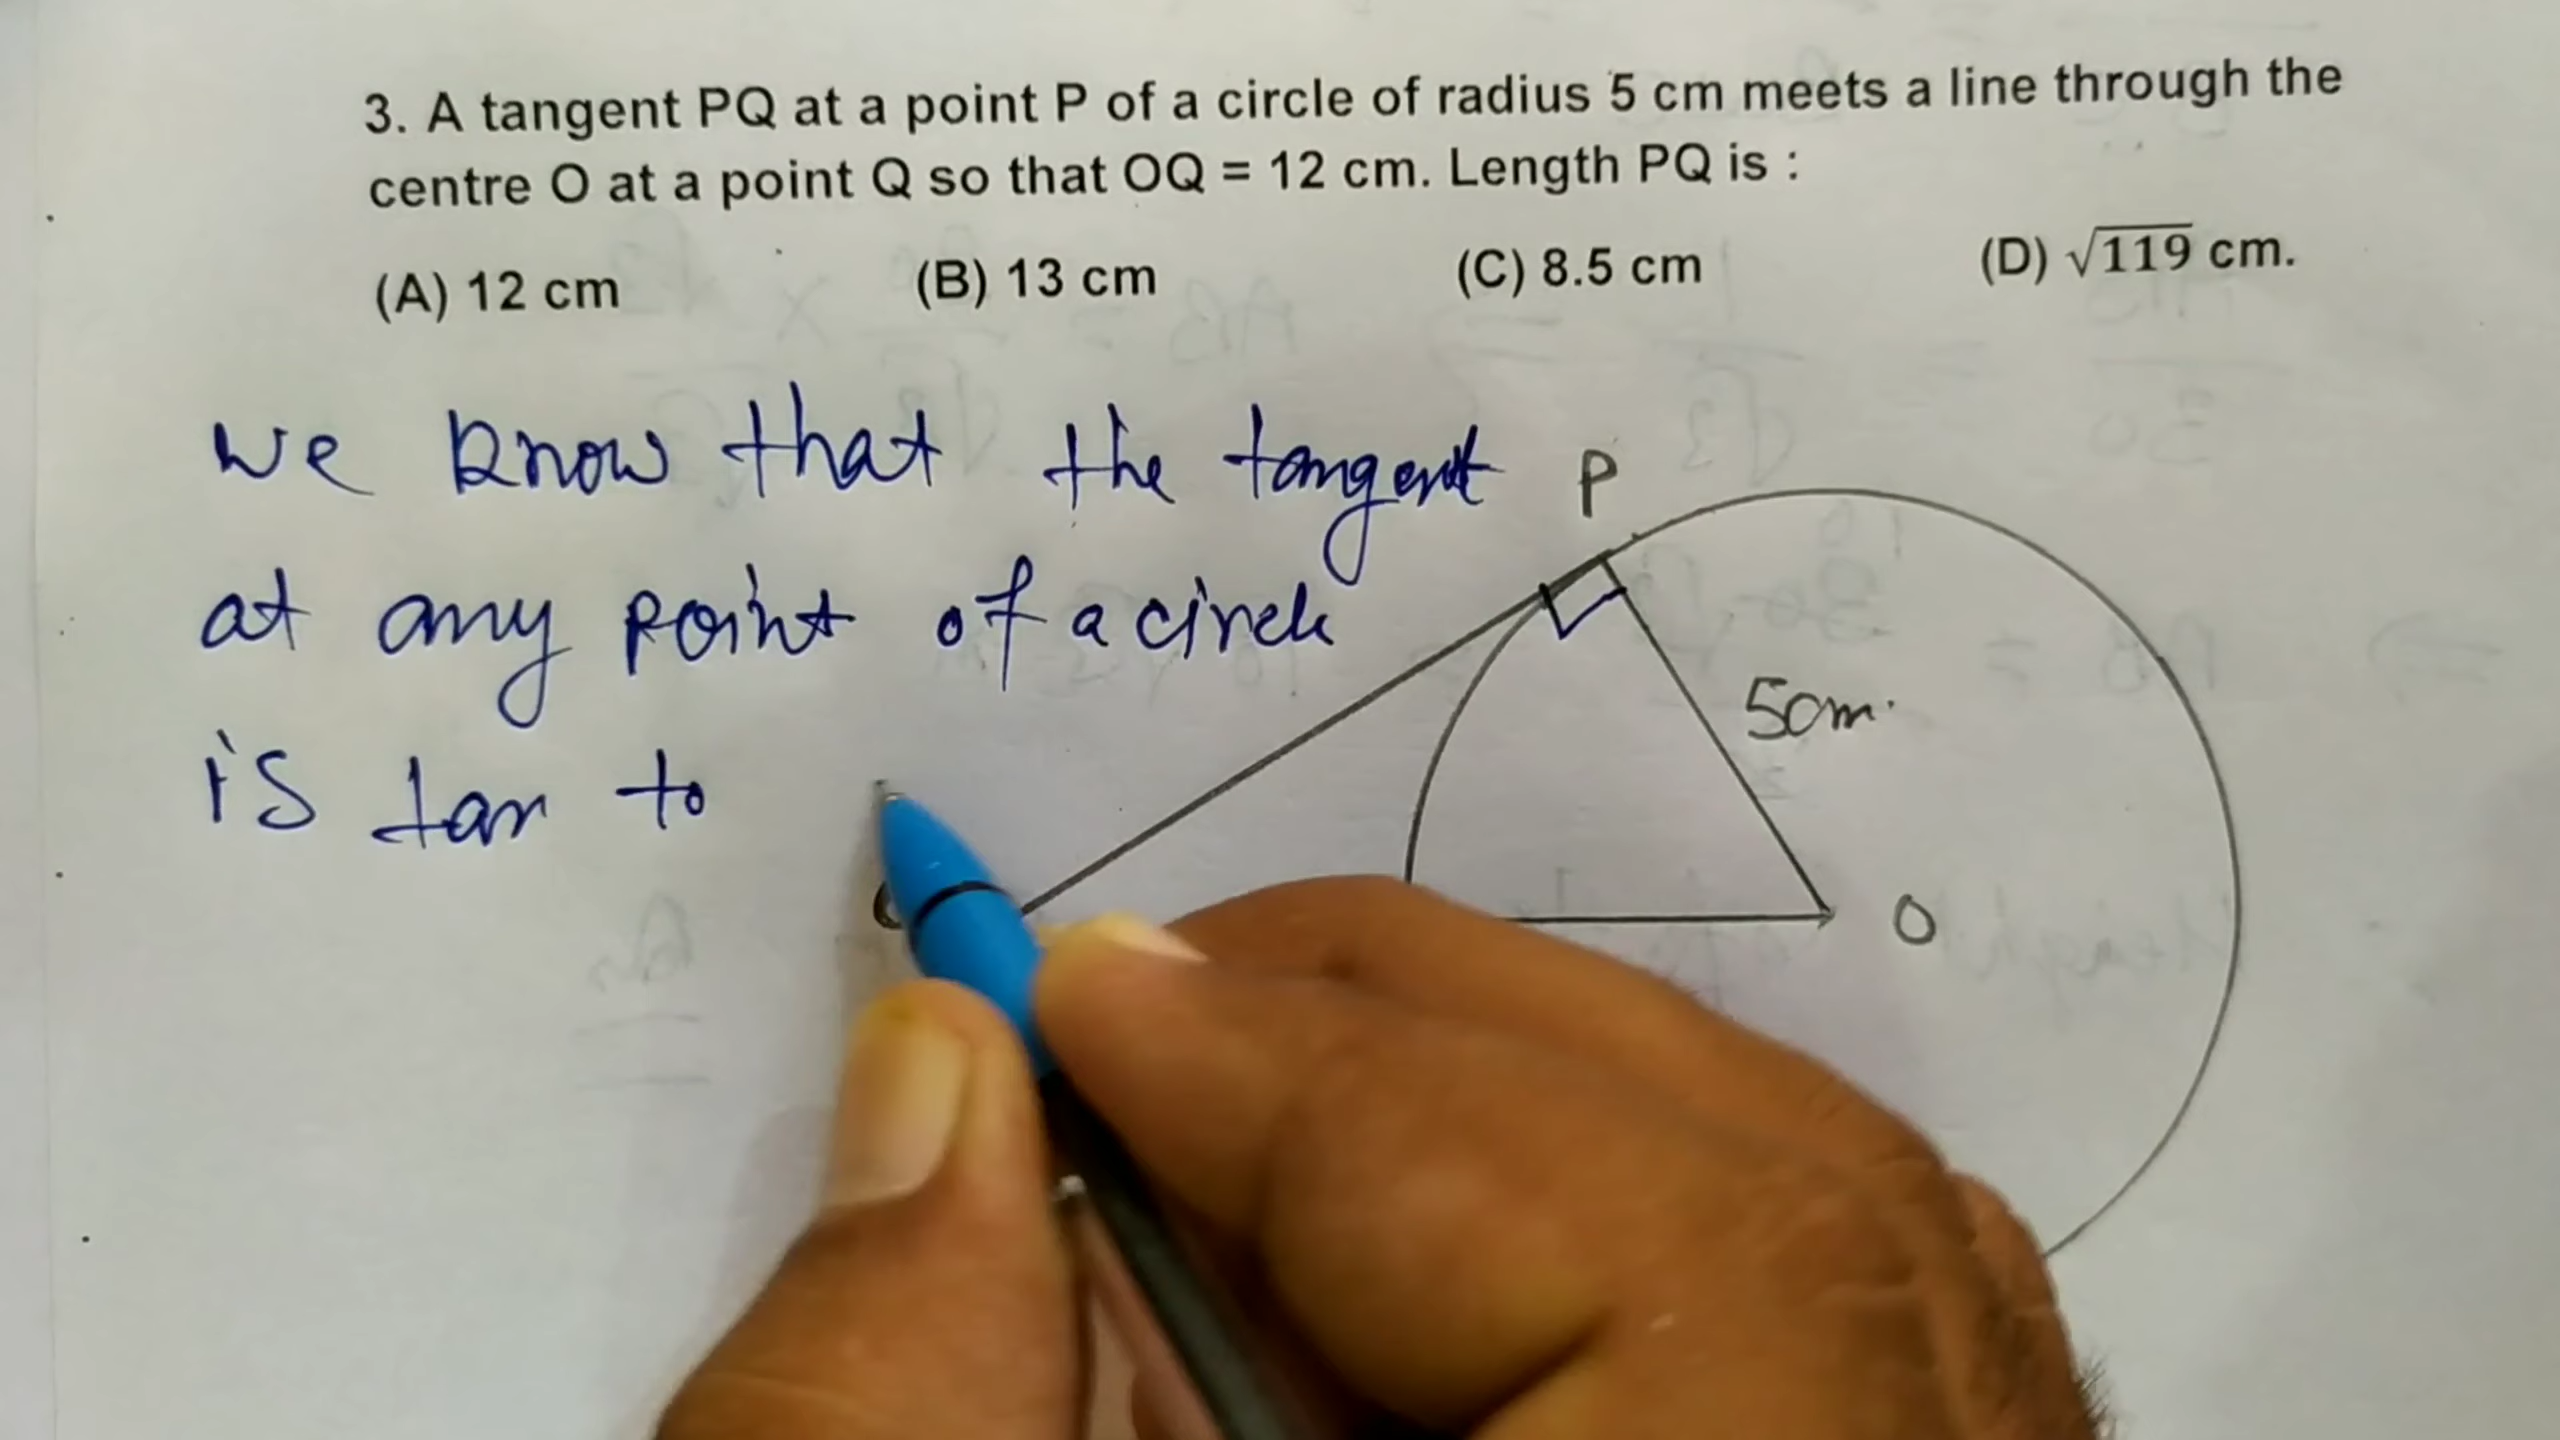 3. A tangent PQ at a point P of a circle of radius 5 cm meets a line through the
centre O at a point Q so that OQ = 12 cm. Length PQ is :
(A) 12 cm (B) 13 cm (C) 8.5 cm (D) √119 cm.
we know that the tangent
at any point of a circle
is to
P
5cm.
O